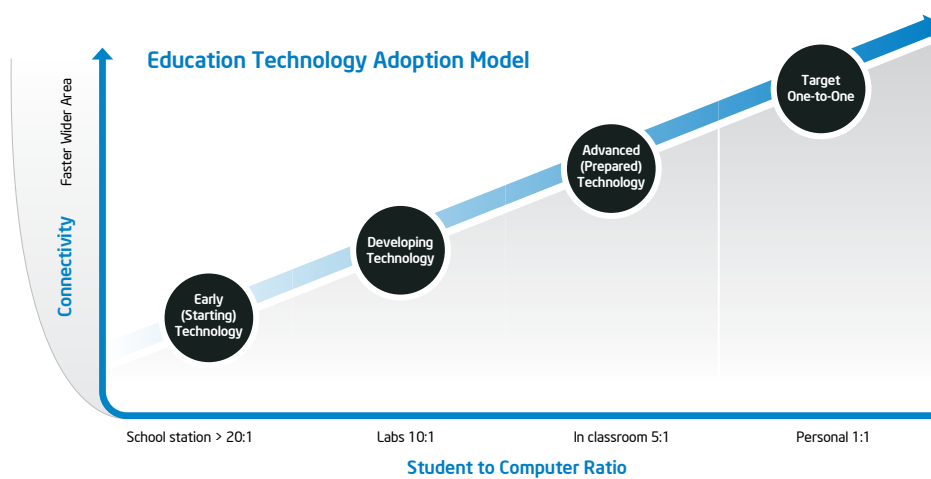 Education Technology Adoption Model
Faster Wider Area
Connectivity
Early
(Starting)
Technology
Developing
Technology
Advanced
(Prepared)
Technology
Target
One-to-One
School station > 20:1
Labs 10:1
In classroom 5:1
Personal 1:1
Student to Computer Ratio